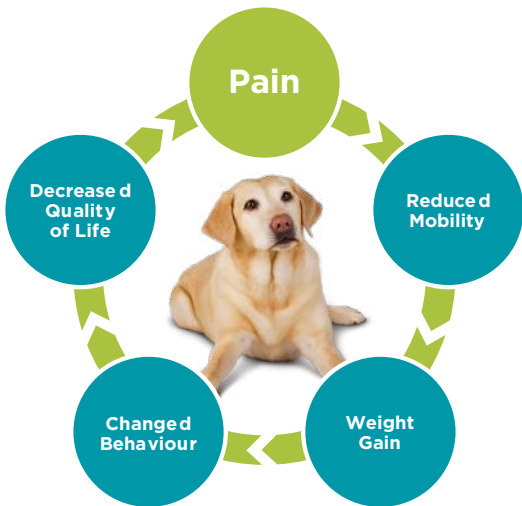 Pain
Reduced
Mobility
Weight
Gain
Changed
Behaviour
Decreased
Quality
of Life